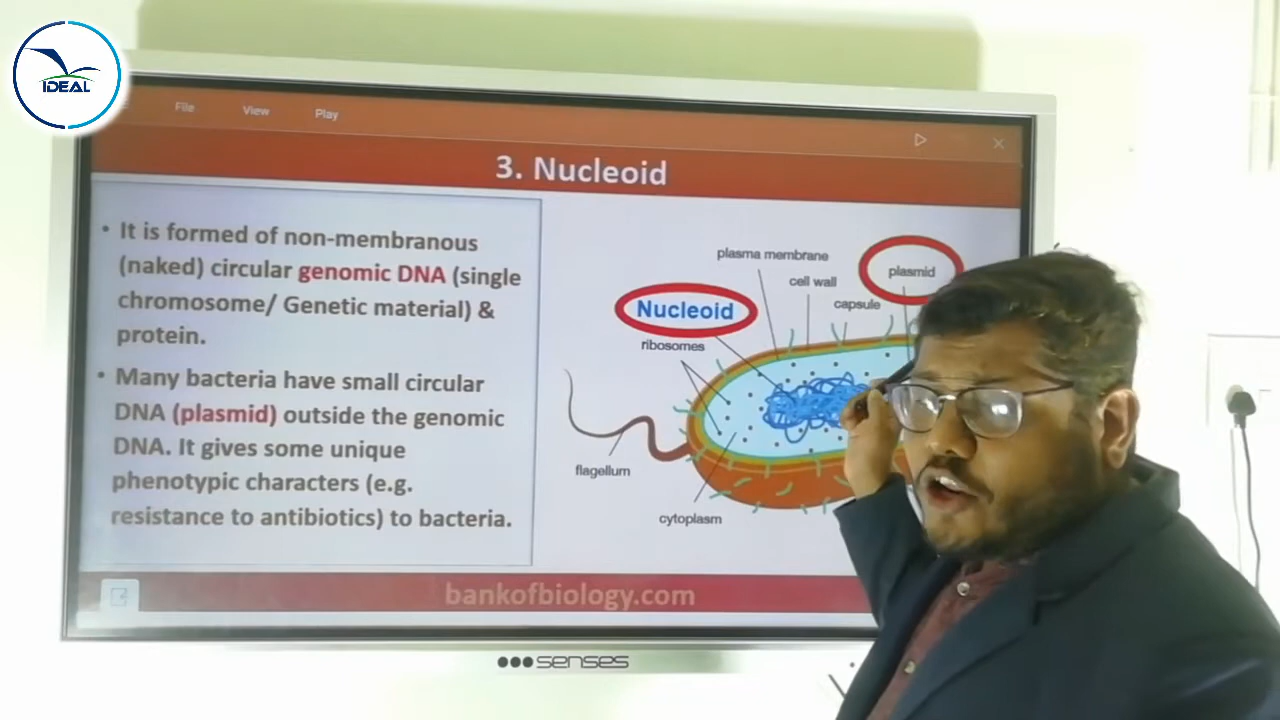 IDEAL
File View Play
3. Nucleoid
• It is formed of non-membranous
(naked) circular genomic DNA (single
chromosome/ Genetic material) &
protein.
• Many bacteria have small circular
DNA (plasmid) outside the genomic
DNA. It gives some unique
phenotypic characters (e.g.
resistance to antibiotics) to bacteria.
plasma membrane
plasmid
cell wall
capsule
Nucleoid
ribosomes
flagellum
cytoplasm
bankofbiology.com
senses